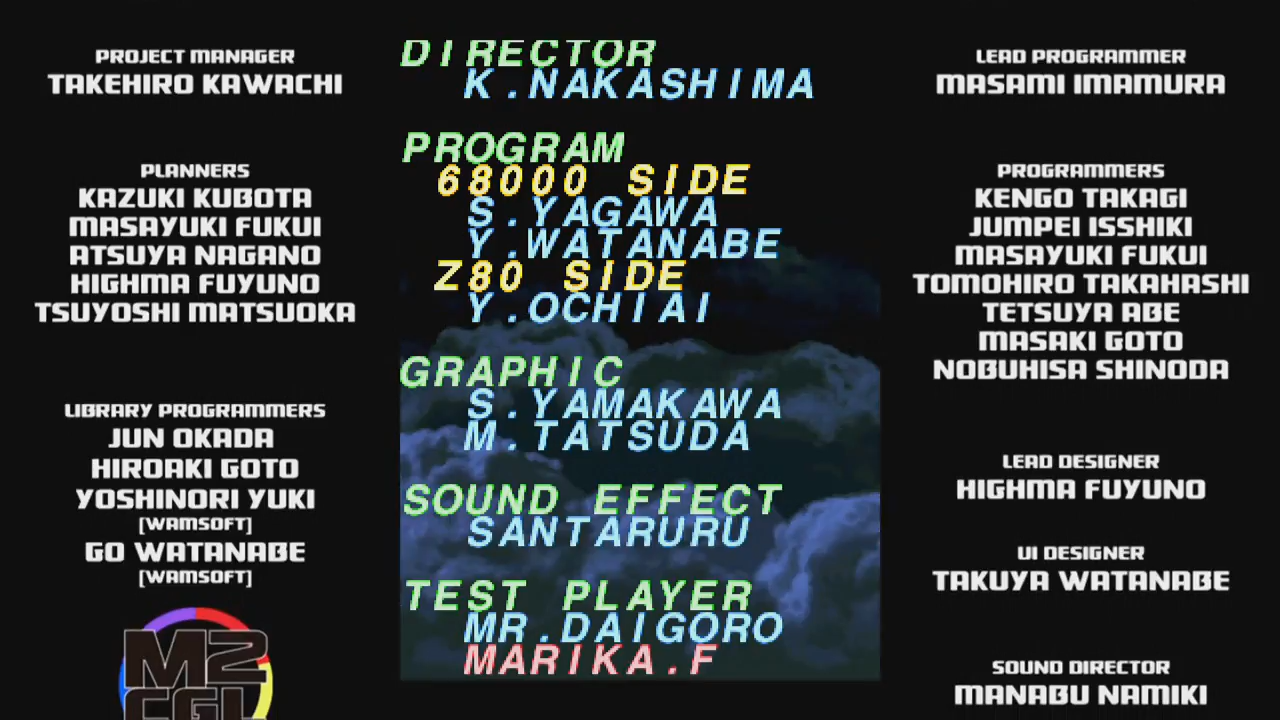 PROJECT MANAGER
TAKEHIRO KAWACHI
PLANNERS
KAZUKI KUBOTA
MASAYUKI FUKUI
ATSUYA NAGANO
HIGHMA FUYUNO
TSUYOSHI MATSUOKA
LIBRARY PROGRAMMERS
JUN OKADA
HIROAKI GOTO
YOSHINORI YUKI
[WAMSOFT]
GO WATANABE
[WAMSOFT]
M2
CGL
DIRECTOR
K.NAKASHIMA
PROGRAM
68000 SIDE
S.YAGAWA
Y.WATANABE
Z80 SIDE
Y.OCHIAI
GRAPHIC
S.YAMAKAWA
M.TATSUDA
SOUND EFFECT
SANTARURU
TEST PLAYER
MR.DAIGORO
MARIKA.F
LEAD PROGRAMMER
MASAMI IMAMURA
PROGRAMMERS
KENGO TAKAGI
JUMPEI ISSHIKI
MASAYUKI FUKUI
TOMOHIRO TAKAHASHI
TETSUYA ABE
MASAKI GOTO
NOBUHISA SHINODA
LEAD DESIGNER
HIGHMA FUYUNO
UI DESIGNER
TAKUYA WATANABE
SOUND DIRECTOR
MANABU NAMIKI